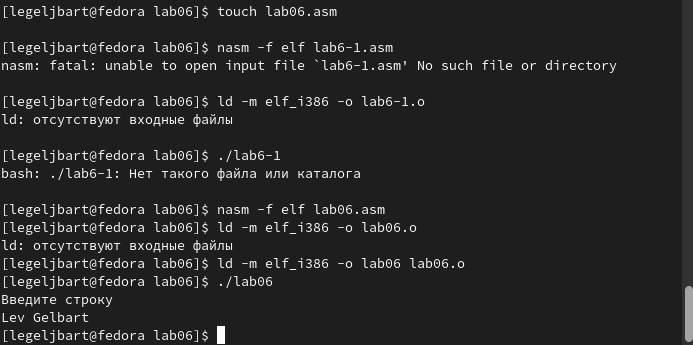 [legeljbart@fedora lab06]$ touch lab06.asm
[legeljbart@fedora lab06]$ nasm -f elf lab6-1.asm
nasm: fatal: unable to open input file `lab6-1.asm' No such file or directory
[legeljbart@fedora lab06]$ ld -m elf_i386 -o lab6-1.o
ld: отсутствуют входные файлы
[legeljbart@fedora lab06]$ ./lab6-1
bash: ./lab6-1: Нет такого файла или каталога
[legeljbart@fedora lab06]$ nasm -f elf lab06.asm
[legeljbart@fedora lab06]$ ld -m elf_i386 -o lab06.o
ld: отсутствуют входные файлы
[legeljbart@fedora lab06]$ ld -m elf_i386 -o lab06 lab06.o
[legeljbart@fedora lab06]$ ./lab06
Введите строку
Lev Gelbart
[legeljbart@fedora lab06]$